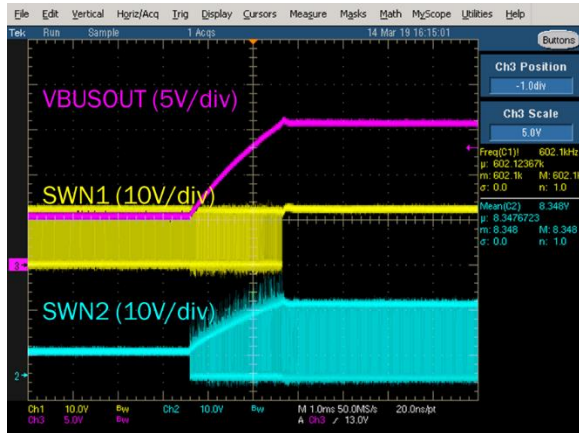 File Edit Vertical Horiz/Acq Trig Display Cursors Measure Masks Math MyScope Utilities Help
Tek Run Sample 1 Acqs 14 Mar 19 16:15:01
Buttons
Ch3 Position
-1.0div
Ch3 Scale
5.0V
VBUSOUT (5V/div)
Freq(C1)! 602.1kHz
μ: 602.12367k
m: 602.1k M: 602.1
σ: 0.0 n: 1.0
SWN1 (10V/div)
Mean(C2) 8.348V
μ: 8.3476723
m: 8.348 M: 8.348
σ: 0.0 n: 1.0
3
SWN2 (10V/div)
2
Ch1 10.0V Bw Ch2 10.0V Bw M 1.0ms 50.0MS/s 20.0ns/pt
Ch3 5.0V Bw A Ch3 / 13.0V